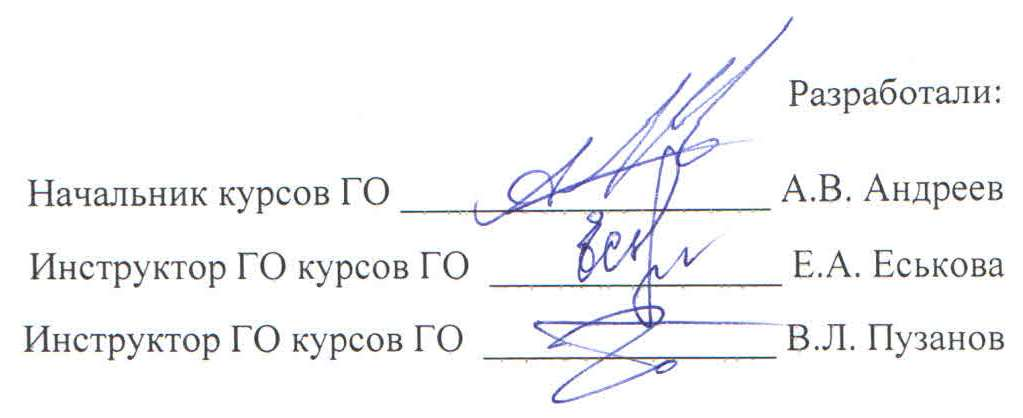 Разработали:
Начальник курсов ГО А.В. Андреев
Инструктор ГО курсов ГО Е.А. Еськова
Инструктор ГО курсов ГО В.Л. Пузанов